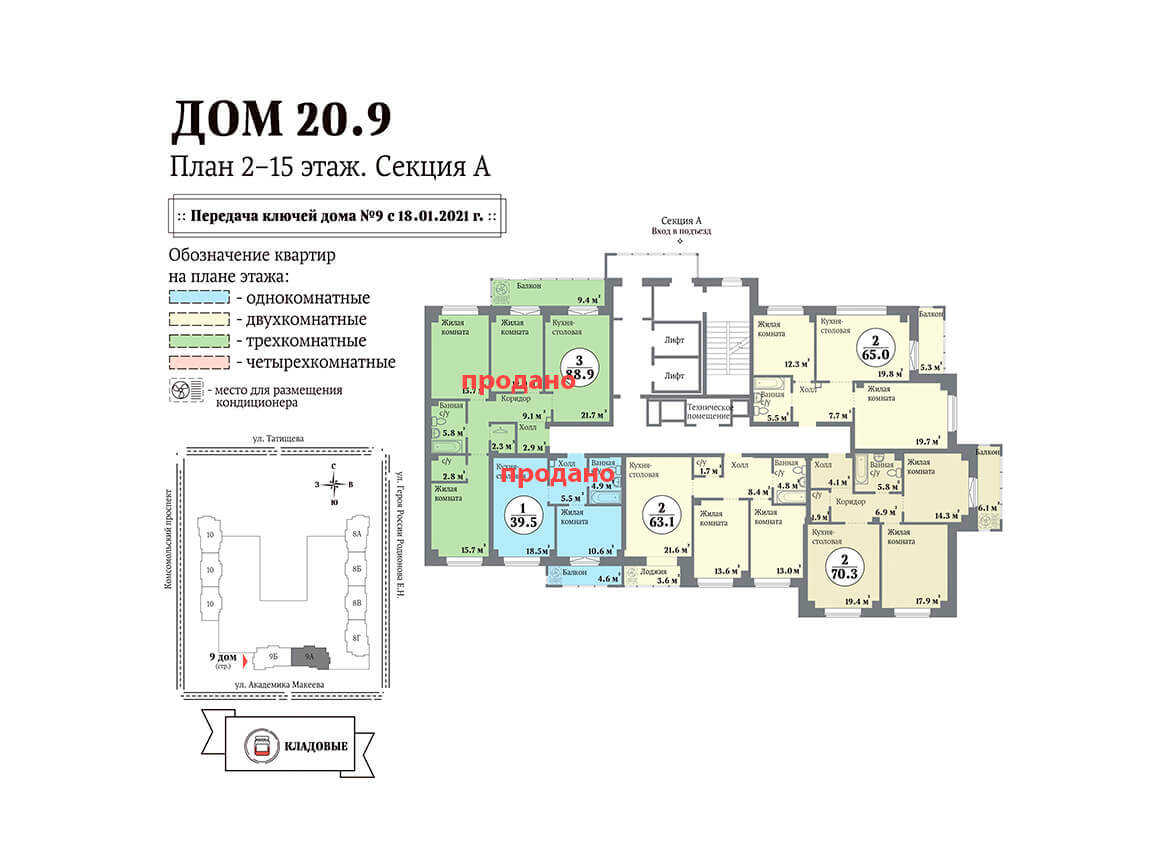 ДОМ 20.9
План 2–15 этаж. Секция А
:: Передача ключей дома №9 с 18.01.2021 г. ::
Обозначение квартир
на плане этажа:
- однокомнатные
- двухкомнатные
- трехкомнатные
- четырехкомнатные
- место для размещения
кондиционера
ул. Татищева
Комсомольский проспект
ул. Героя России Родионова Е.Н.
С
З
В
Ю
10
10
10
8А
8Б
8В
8Г
9 дом
(стр.)
9Б
9А
ул. Академика Макеева
КЛАДОВЫЕ
Секция А
Вход в подъезд
Балкон
9.4 м²
Жилая
комната
Жилая
комната
Кухня-
столовая
3
88.9
продано
Коридор
9.1 м²
21.7 м²
Ванная
с/у
5.8 м²
Холл
2.3 м²
2.9 м²
с/у
2.8 м²
Жилая
комната
15.7 м²
продано
Холл
5.5 м²
Ванная
4.9 м²
1
39.5
18.5 м²
Жилая
комната
10.6 м²
Балкон
4.6 м²
Кухня-
столовая
2
63.1
21.6 м²
Лоджия
3.6 м²
с/у
1.7 м²
Холл
8.4 м²
Ванная
с/у
4.8 м²
Жилая
комната
13.6 м²
Жилая
комната
13.0 м²
Лифт
Лифт
Техническое
помещение
Жилая
комната
12.3 м²
Кухня-
столовая
2
65.0
19.8 м²
Балкон
5.3 м²
Ванная
с/у
5.5 м²
Холл
7.7 м²
Жилая
комната
19.7 м²
Холл
4.1 м²
Ванная
с/у
5.8 м²
Жилая
комната
14.3 м²
Балкон
6.1 м²
с/у
1.9 м²
Коридор
6.9 м²
Кухня-
столовая
2
70.3
19.4 м²
Жилая
комната
17.9 м²